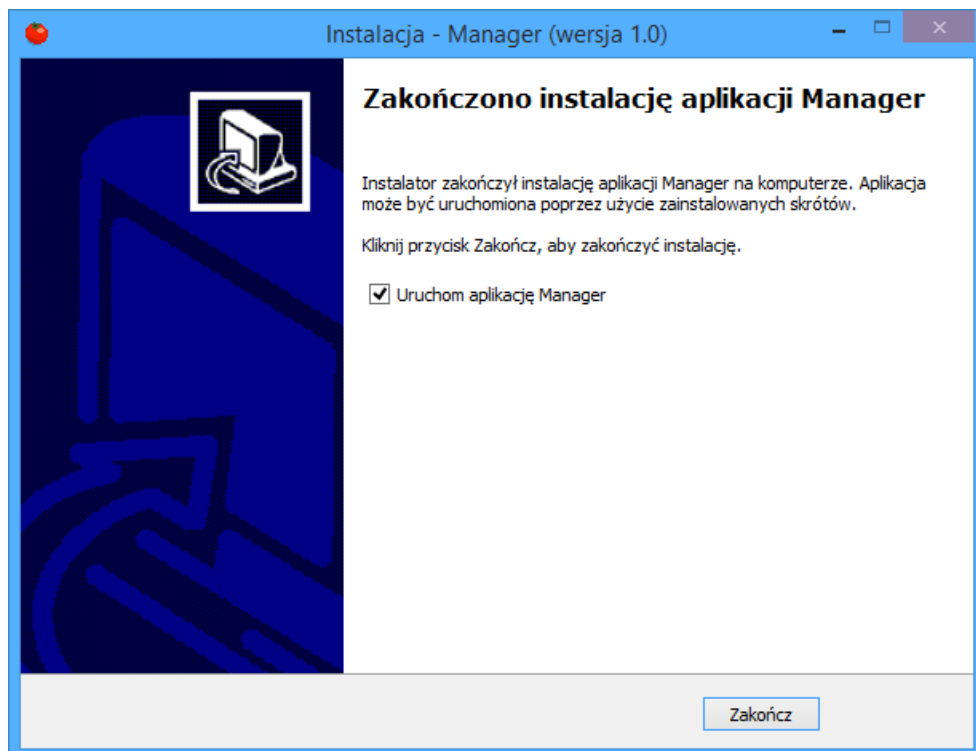 Instalacja - Manager (wersja 1.0)
Zakończono instalację aplikacji Manager
Instalator zakończył instalację aplikacji Manager na komputerze. Aplikacja
może być uruchomiona poprzez użycie zainstalowanych skrótów.
Kliknij przycisk Zakończ, aby zakończyć instalację.
Uruchom aplikację Manager
Zakończ